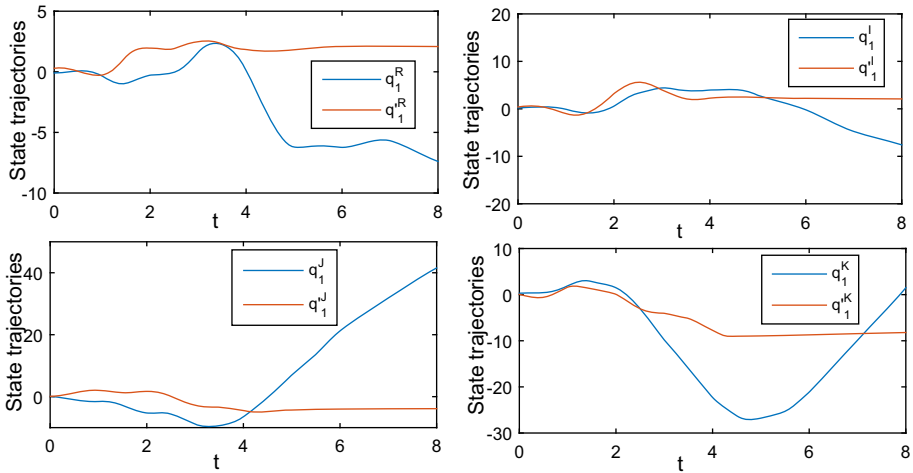 State trajectories
5
0
-5
-10
0 2 4 6 8
t
q₁ᴿ
q'₁ᴿ
State trajectories
20
10
0
-10
-20
0 2 4 6 8
t
q₁ᴵ
q'₁ᴵ
State trajectories
40
20
0
0 2 4 6 8
t
q₁ᴶ
q'₁ᴶ
State trajectories
10
0
-10
-20
-30
0 2 4 6 8
t
q₁ᴷ
q'₁ᴷ